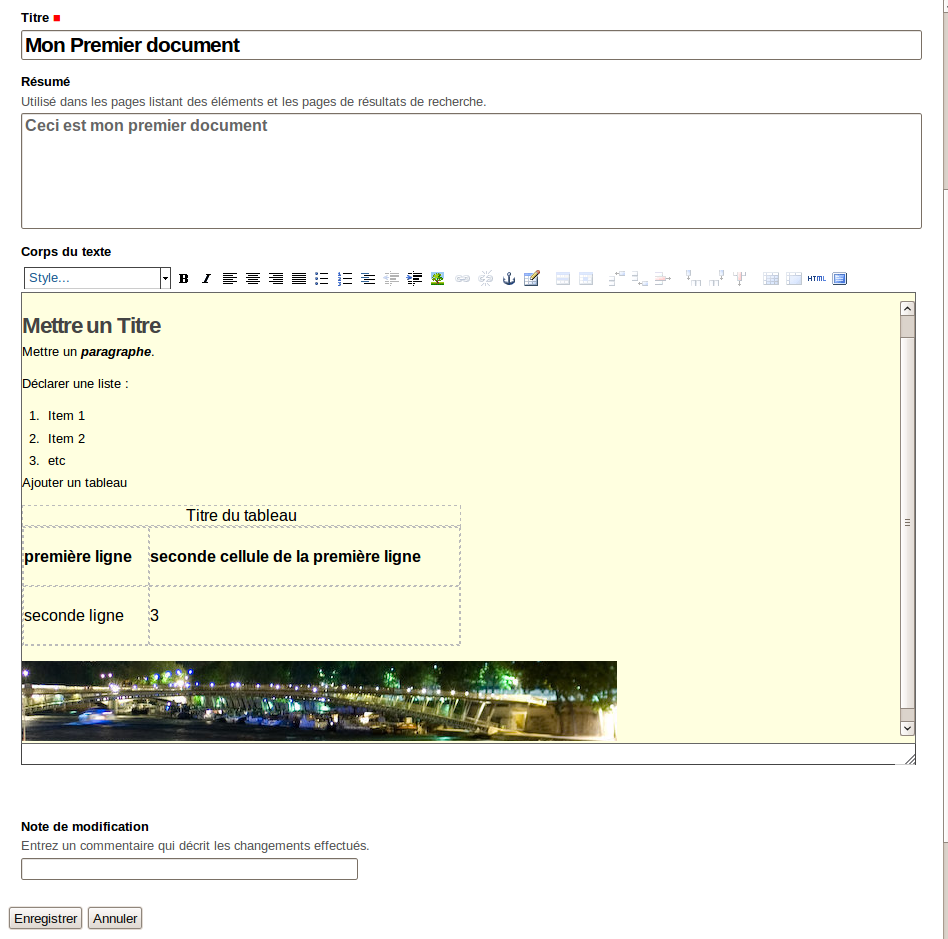 Titre
Mon Premier document
Résumé
Utilisé dans les pages listant des éléments et les pages de résultats de recherche.
Ceci est mon premier document
Corps du texte
Style... B I HTML
Mettre un Titre
Mettre un paragraphe.
Déclarer une liste :
1. Item 1
2. Item 2
3. etc
Ajouter un tableau
Titre du tableau
première ligne seconde cellule de la première ligne
seconde ligne 3
Note de modification
Entrez un commentaire qui décrit les changements effectués.
Enregistrer Annuler